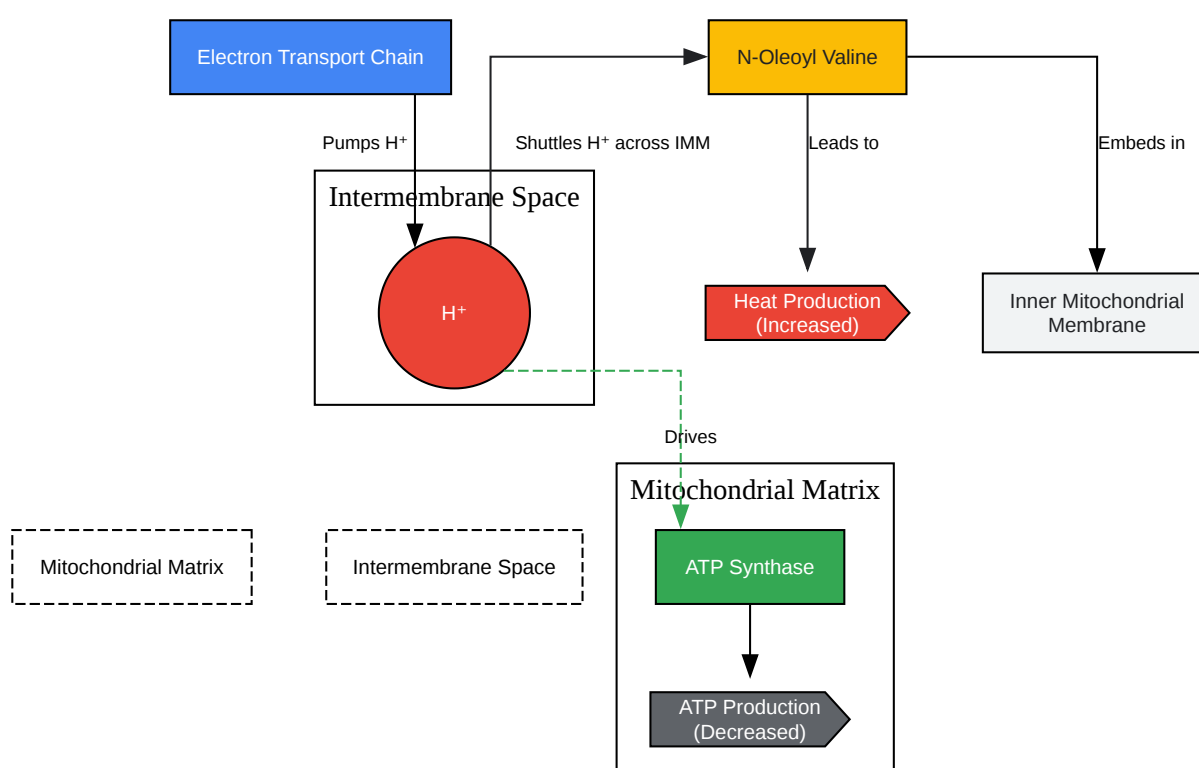 Electron Transport Chain
N-Oleoyl Valine
Pumps H⁺
Shuttles H⁺ across IMM
Leads to
Embeds in
Intermembrane Space
H⁺
Heat Production
(Increased)
Inner Mitochondrial
Membrane
Drives
Mitochondrial Matrix
Mitochondrial Matrix
Intermembrane Space
ATP Synthase
ATP Production
(Decreased)